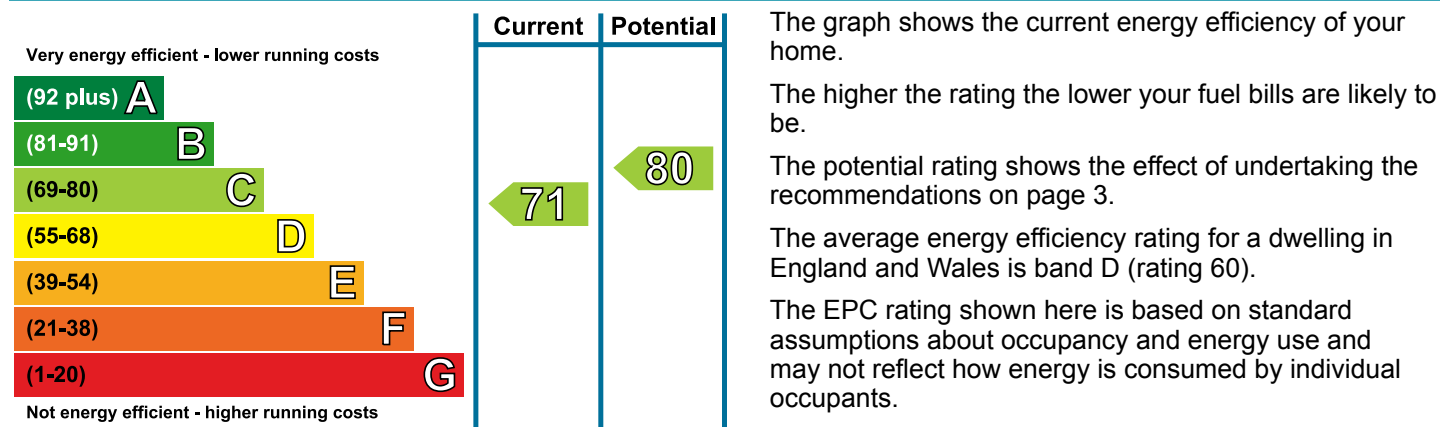 Current Potential
Very energy efficient - lower running costs
(92 plus) A
(81-91) B
(69-80) C
(55-68) D
(39-54) E
(21-38) F
(1-20) G
Not energy efficient - higher running costs
71
80
The graph shows the current energy efficiency of your
home.
The higher the rating the lower your fuel bills are likely to
be.
The potential rating shows the effect of undertaking the
recommendations on page 3.
The average energy efficiency rating for a dwelling in
England and Wales is band D (rating 60).
The EPC rating shown here is based on standard
assumptions about occupancy and energy use and
may not reflect how energy is consumed by individual
occupants.